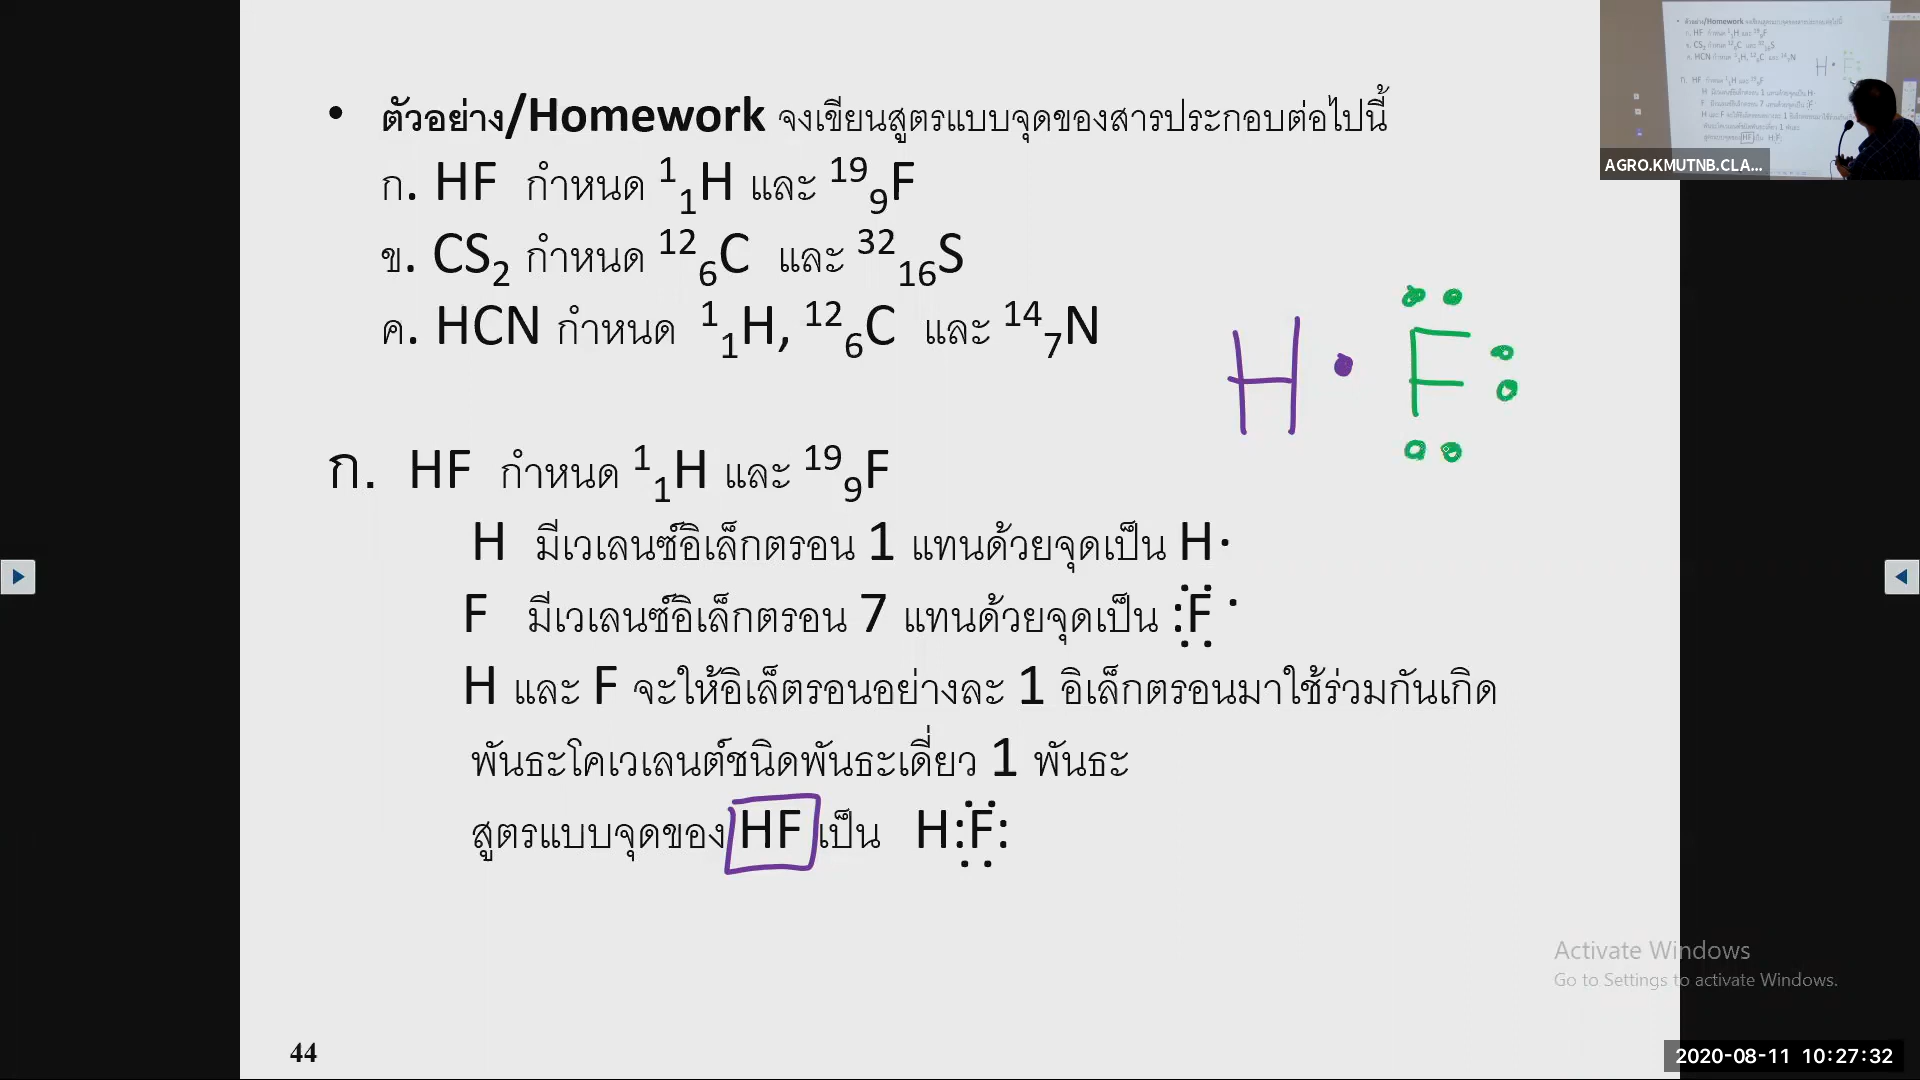 • ตัวอย่าง/Homework จงเขียนสูตรแบบจุดของสารประกอบต่อไปนี้
ก. HF กำหนด ¹₁H และ ¹⁹₉F
ข. CS₂ กำหนด ¹²₆C และ ³²₁₆S
ค. HCN กำหนด ¹₁H, ¹²₆C และ ¹⁴₇N
H • F
ก. HF กำหนด ¹₁H และ ¹⁹₉F
H มีเวเลนซ์อิเล็กตรอน 1 แทนด้วยจุดเป็น H·
F มีเวเลนซ์อิเล็กตรอน 7 แทนด้วยจุดเป็น :F ·
H และ F จะให้อิเล็ตรอนอย่างละ 1 อิเล็กตรอนมาใช้ร่วมกันเกิด
พันธะโคเวเลนต์ชนิดพันธะเดี่ยว 1 พันธะ
สูตรแบบจุดของ HF เป็น H:F:
44
AGRO.KMUTNB.CLA...
Activate Windows
Go to Settings to activate Windows.
2020-08-11 10:27:32